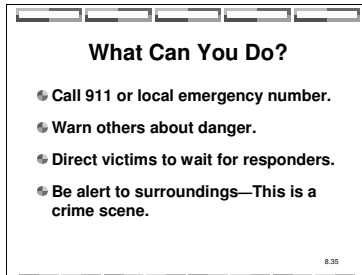 What Can You Do?
Call 911 or local emergency number.
Warn others about danger.
Direct victims to wait for responders.
Be alert to surroundings—This is a
crime scene.
8.35